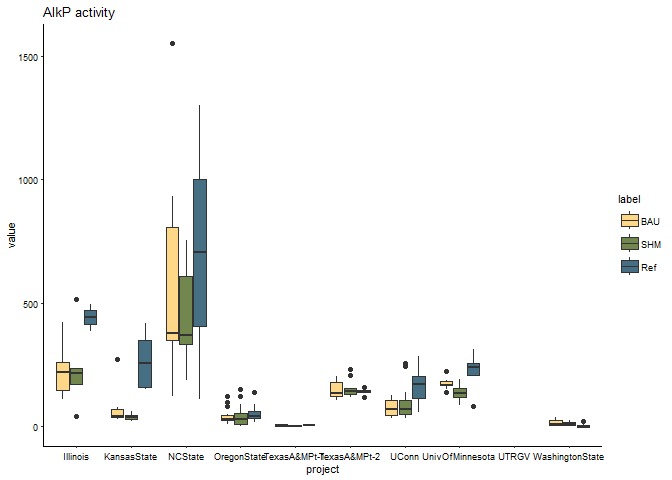 AlkP activity
1500
1000
500
0
value
Illinois KansasState NCState OregonState TexasA&MPt-1 TexasA&MPt-2 UConn UnivOfMinnesota UTRGV WashingtonState
project
label
BAU
SHM
Ref